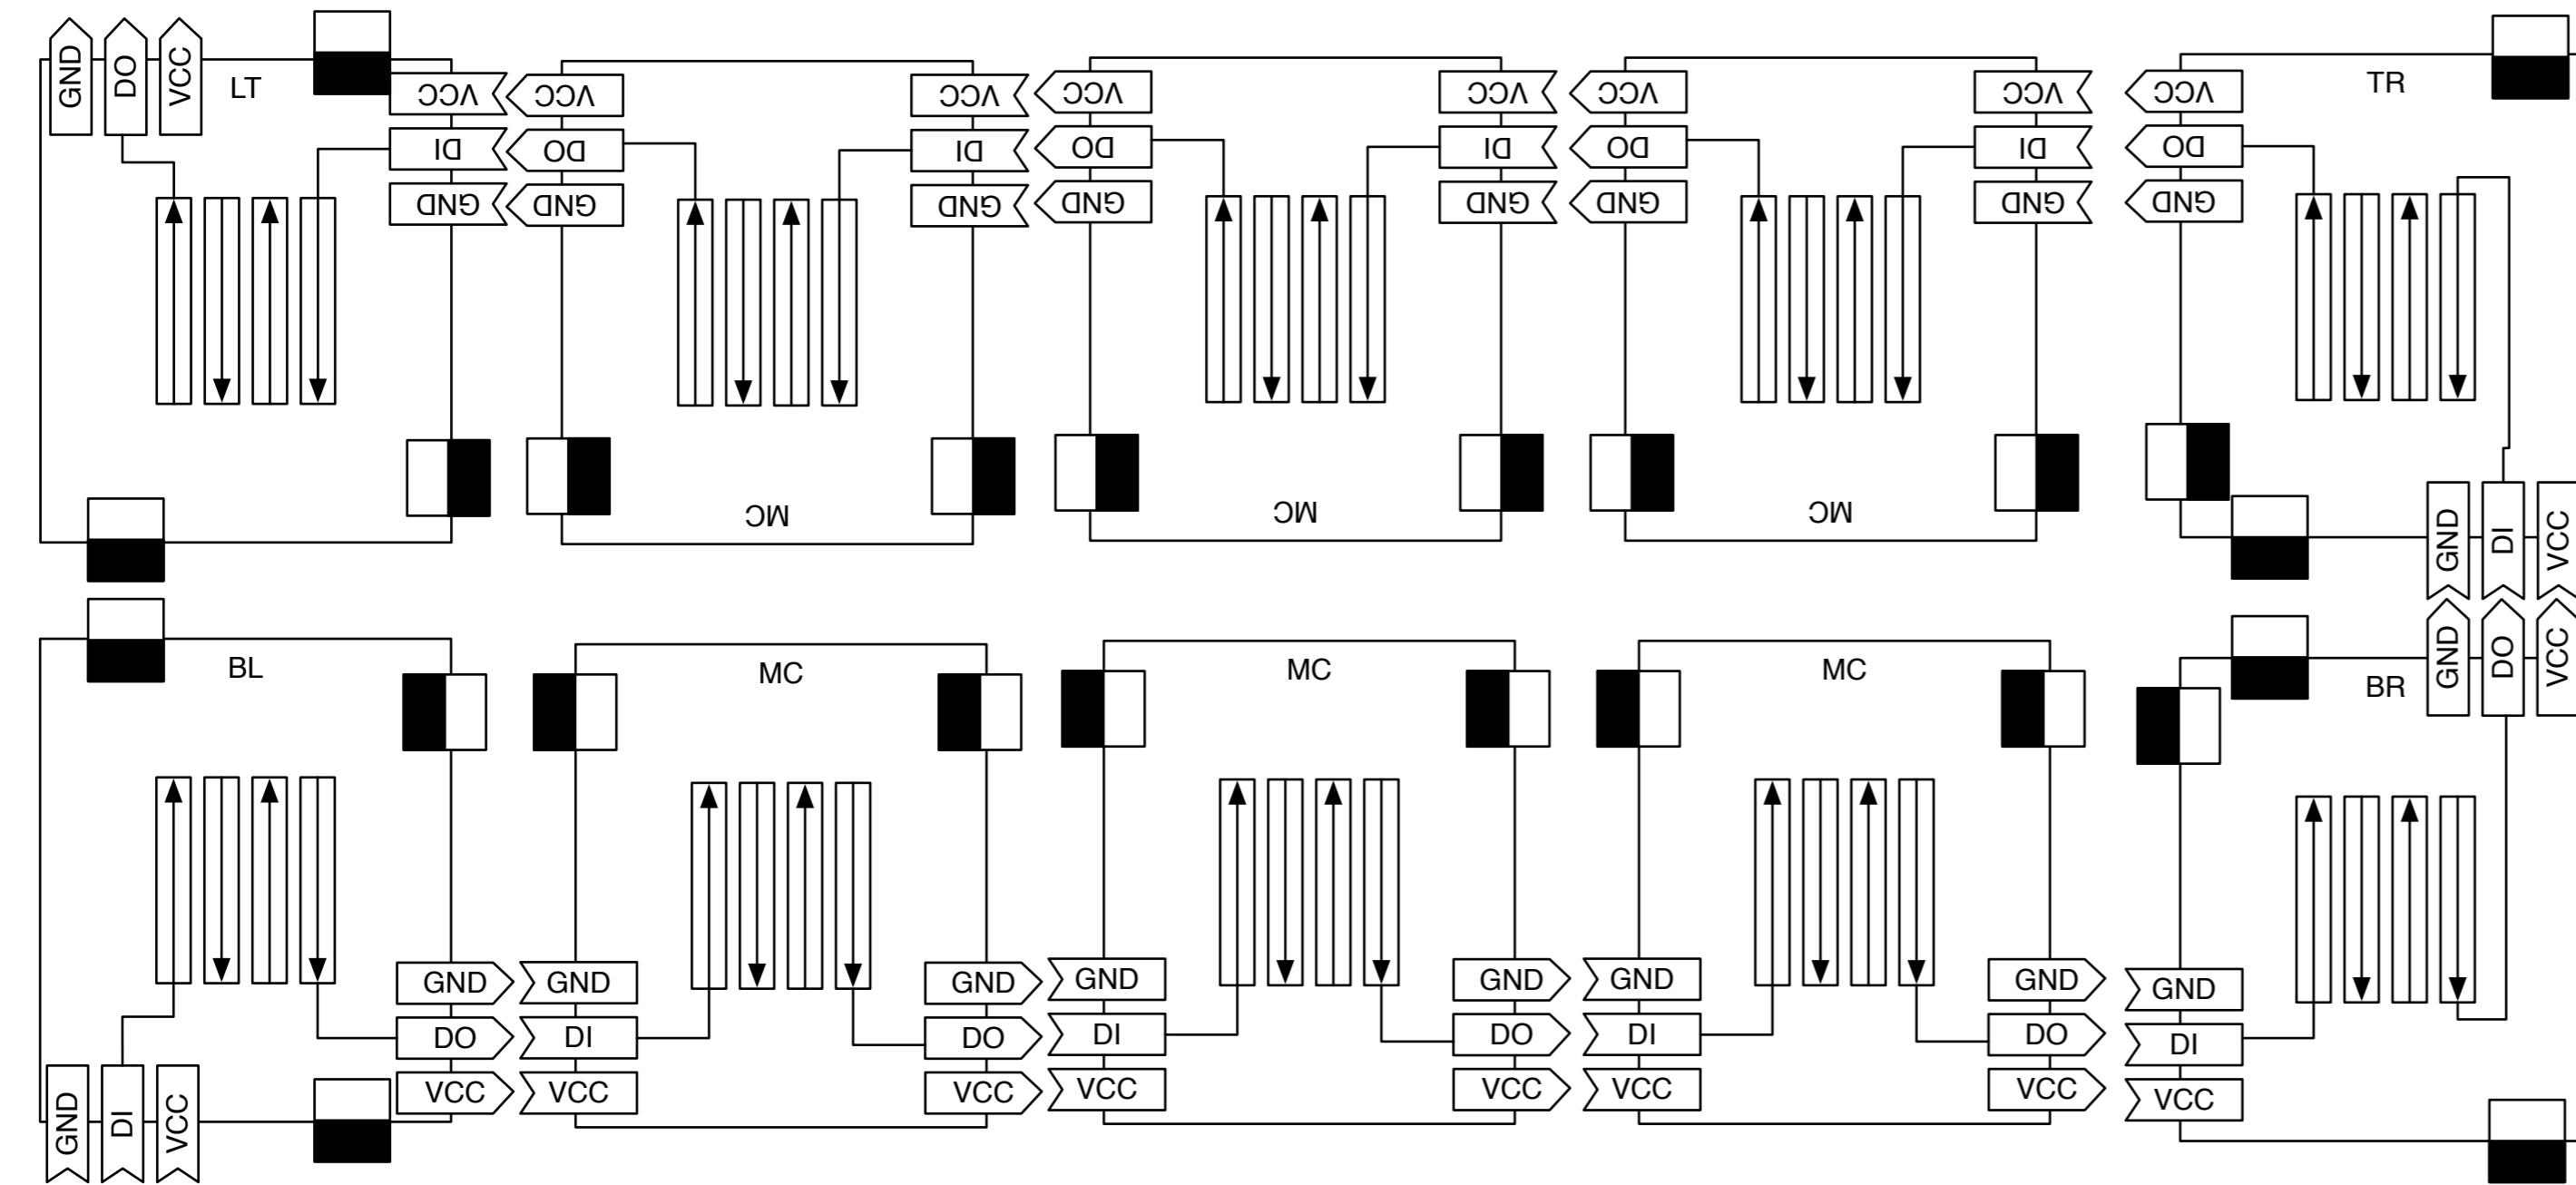 GND DO VCC LT
VCC VCC VCC VCC VCC VCC VCC VCC TR
DI DO DI DO DI DO DI DO
GND GND GND GND GND GND GND GND
MC MC MC
GND DI VCC
BL MC MC MC BR GND DO VCC
GND GND GND GND GND GND GND GND
DO DI DO DI DO DI DO DI
VCC VCC VCC VCC VCC VCC VCC VCC
GND DI VCC